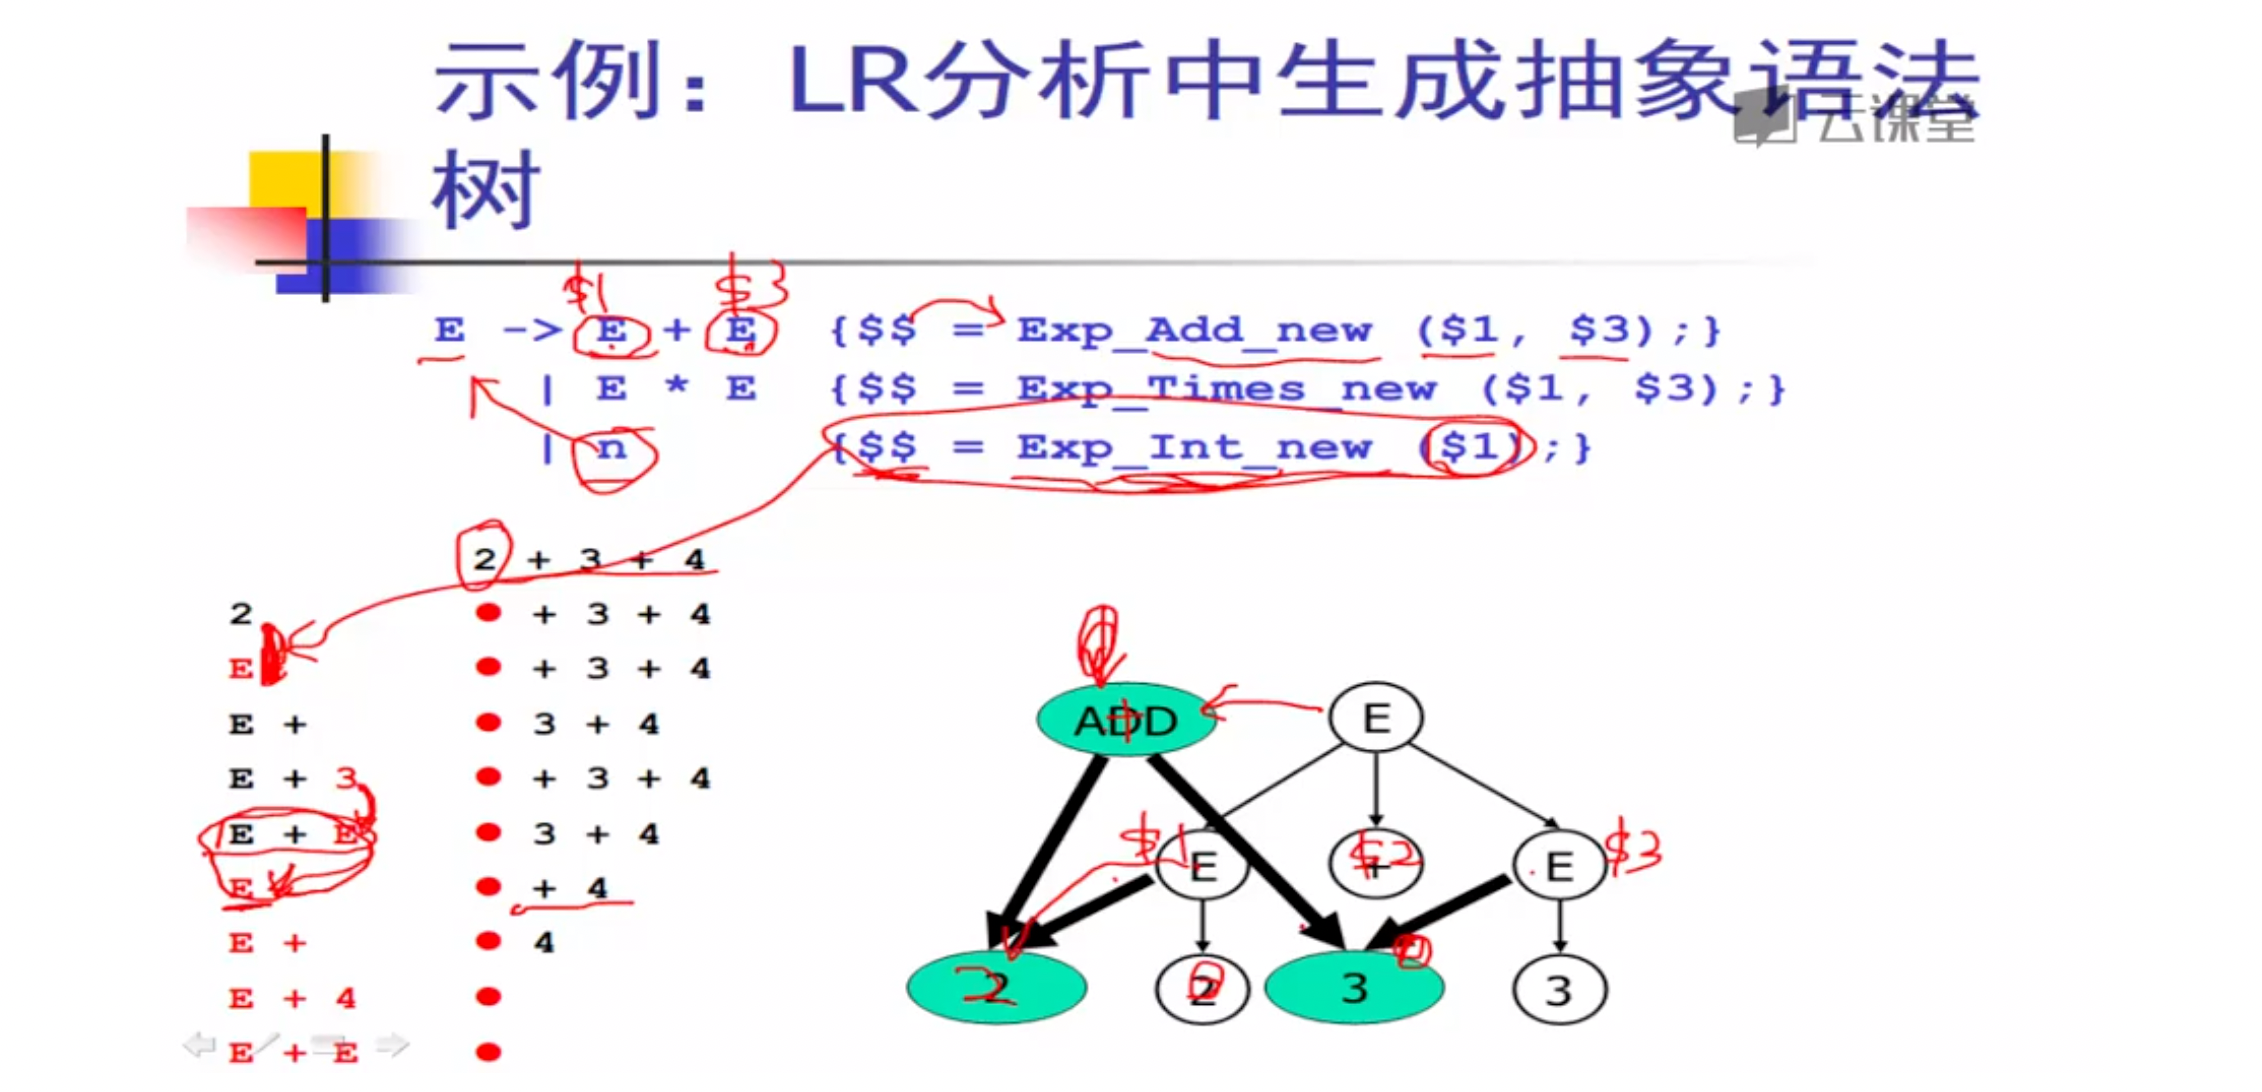 示例：LR分析中生成抽象语法
云课堂
树
$1 $3
E -> E + E {$$ = Exp_Add_new ($1, $3);}
| E * E {$$ = Exp_Times_new ($1, $3);}
| n {$$ = Exp_Int_new ($1);}
2 + 3 + 4
2 ● + 3 + 4
E ● + 3 + 4
E + ● 3 + 4
E + 3 ● + 3 + 4
E + E ● 3 + 4
E ● + 4
E + ● 4
E + 4 ●
E + E ●
ADD E
+
$1 E $2 + E $3
2 2 3 3
2